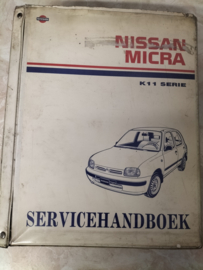 NISSAN
MICRA
K11 SERIE
SERVICEHANDBOEK